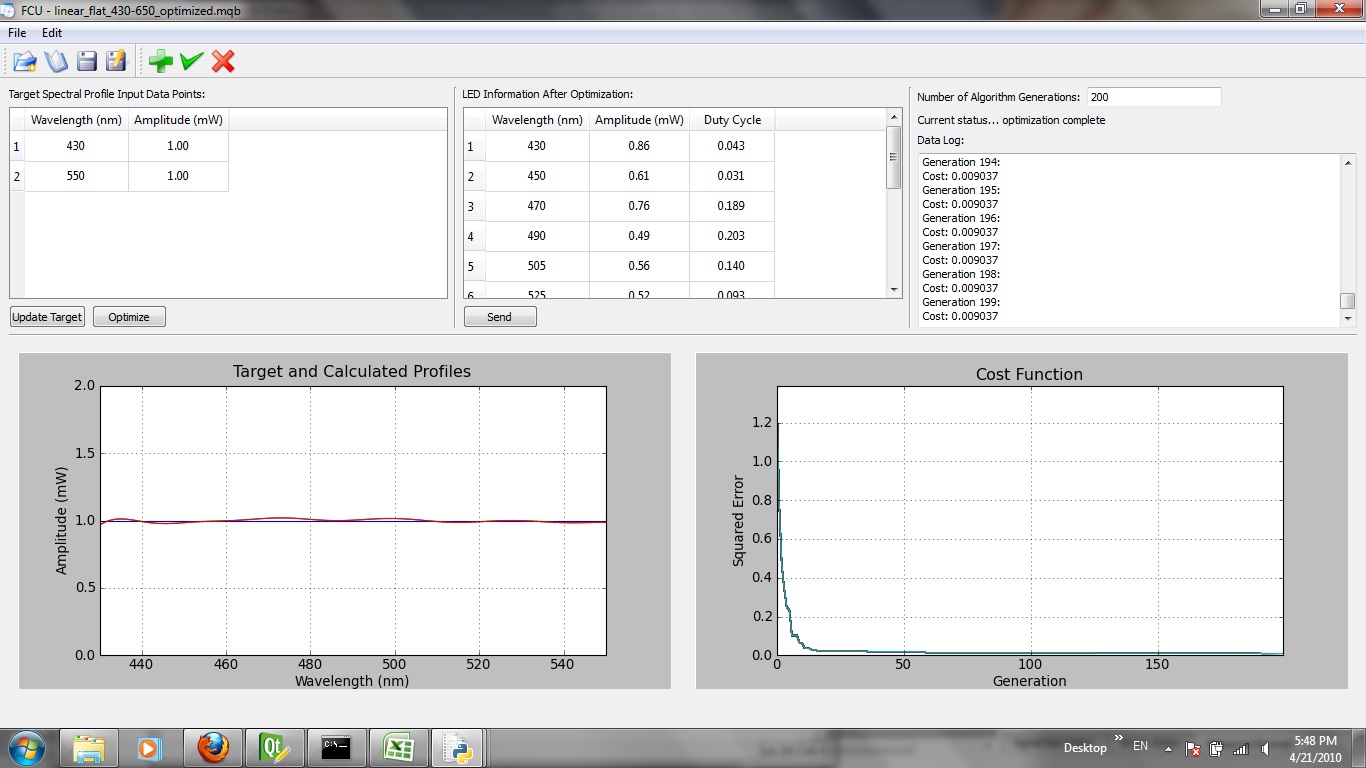 FCU - linear_flat_430-650_optimized.mqb
File Edit
Target Spectral Profile Input Data Points:
Wavelength (nm) Amplitude (mW)
1 430 1.00
2 550 1.00
Update Target Optimize
LED Information After Optimization:
Wavelength (nm) Amplitude (mW) Duty Cycle
1 430 0.86 0.043
2 450 0.61 0.031
3 470 0.76 0.189
4 490 0.49 0.203
5 505 0.56 0.140
6 525 0.52 0.093
Send
Number of Algorithm Generations: 200
Current status... optimization complete
Data Log:
Generation 194:
Cost: 0.009037
Generation 195:
Cost: 0.009037
Generation 196:
Cost: 0.009037
Generation 197:
Cost: 0.009037
Generation 198:
Cost: 0.009037
Generation 199:
Cost: 0.009037
Target and Calculated Profiles
2.0
1.5
1.0
0.5
0.0
Amplitude (mW)
440 460 480 500 520 540
Wavelength (nm)
Cost Function
1.2
1.0
0.8
0.6
0.4
0.2
0.0
Squared Error
0 50 100 150
Generation
Qt
C:\.
Desktop » EN
5:48 PM
4/21/2010